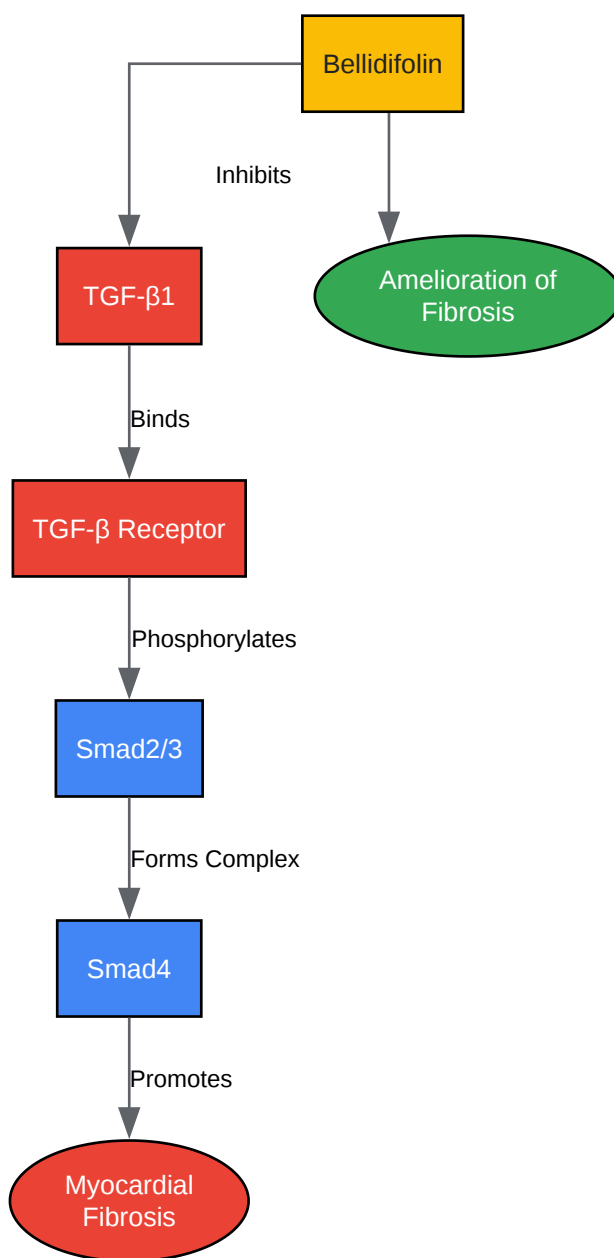 Bellidifolin
Inhibits
TGF-β1
Amelioration of
Fibrosis
Binds
TGF-β Receptor
Phosphorylates
Smad2/3
Forms Complex
Smad4
Promotes
Myocardial
Fibrosis